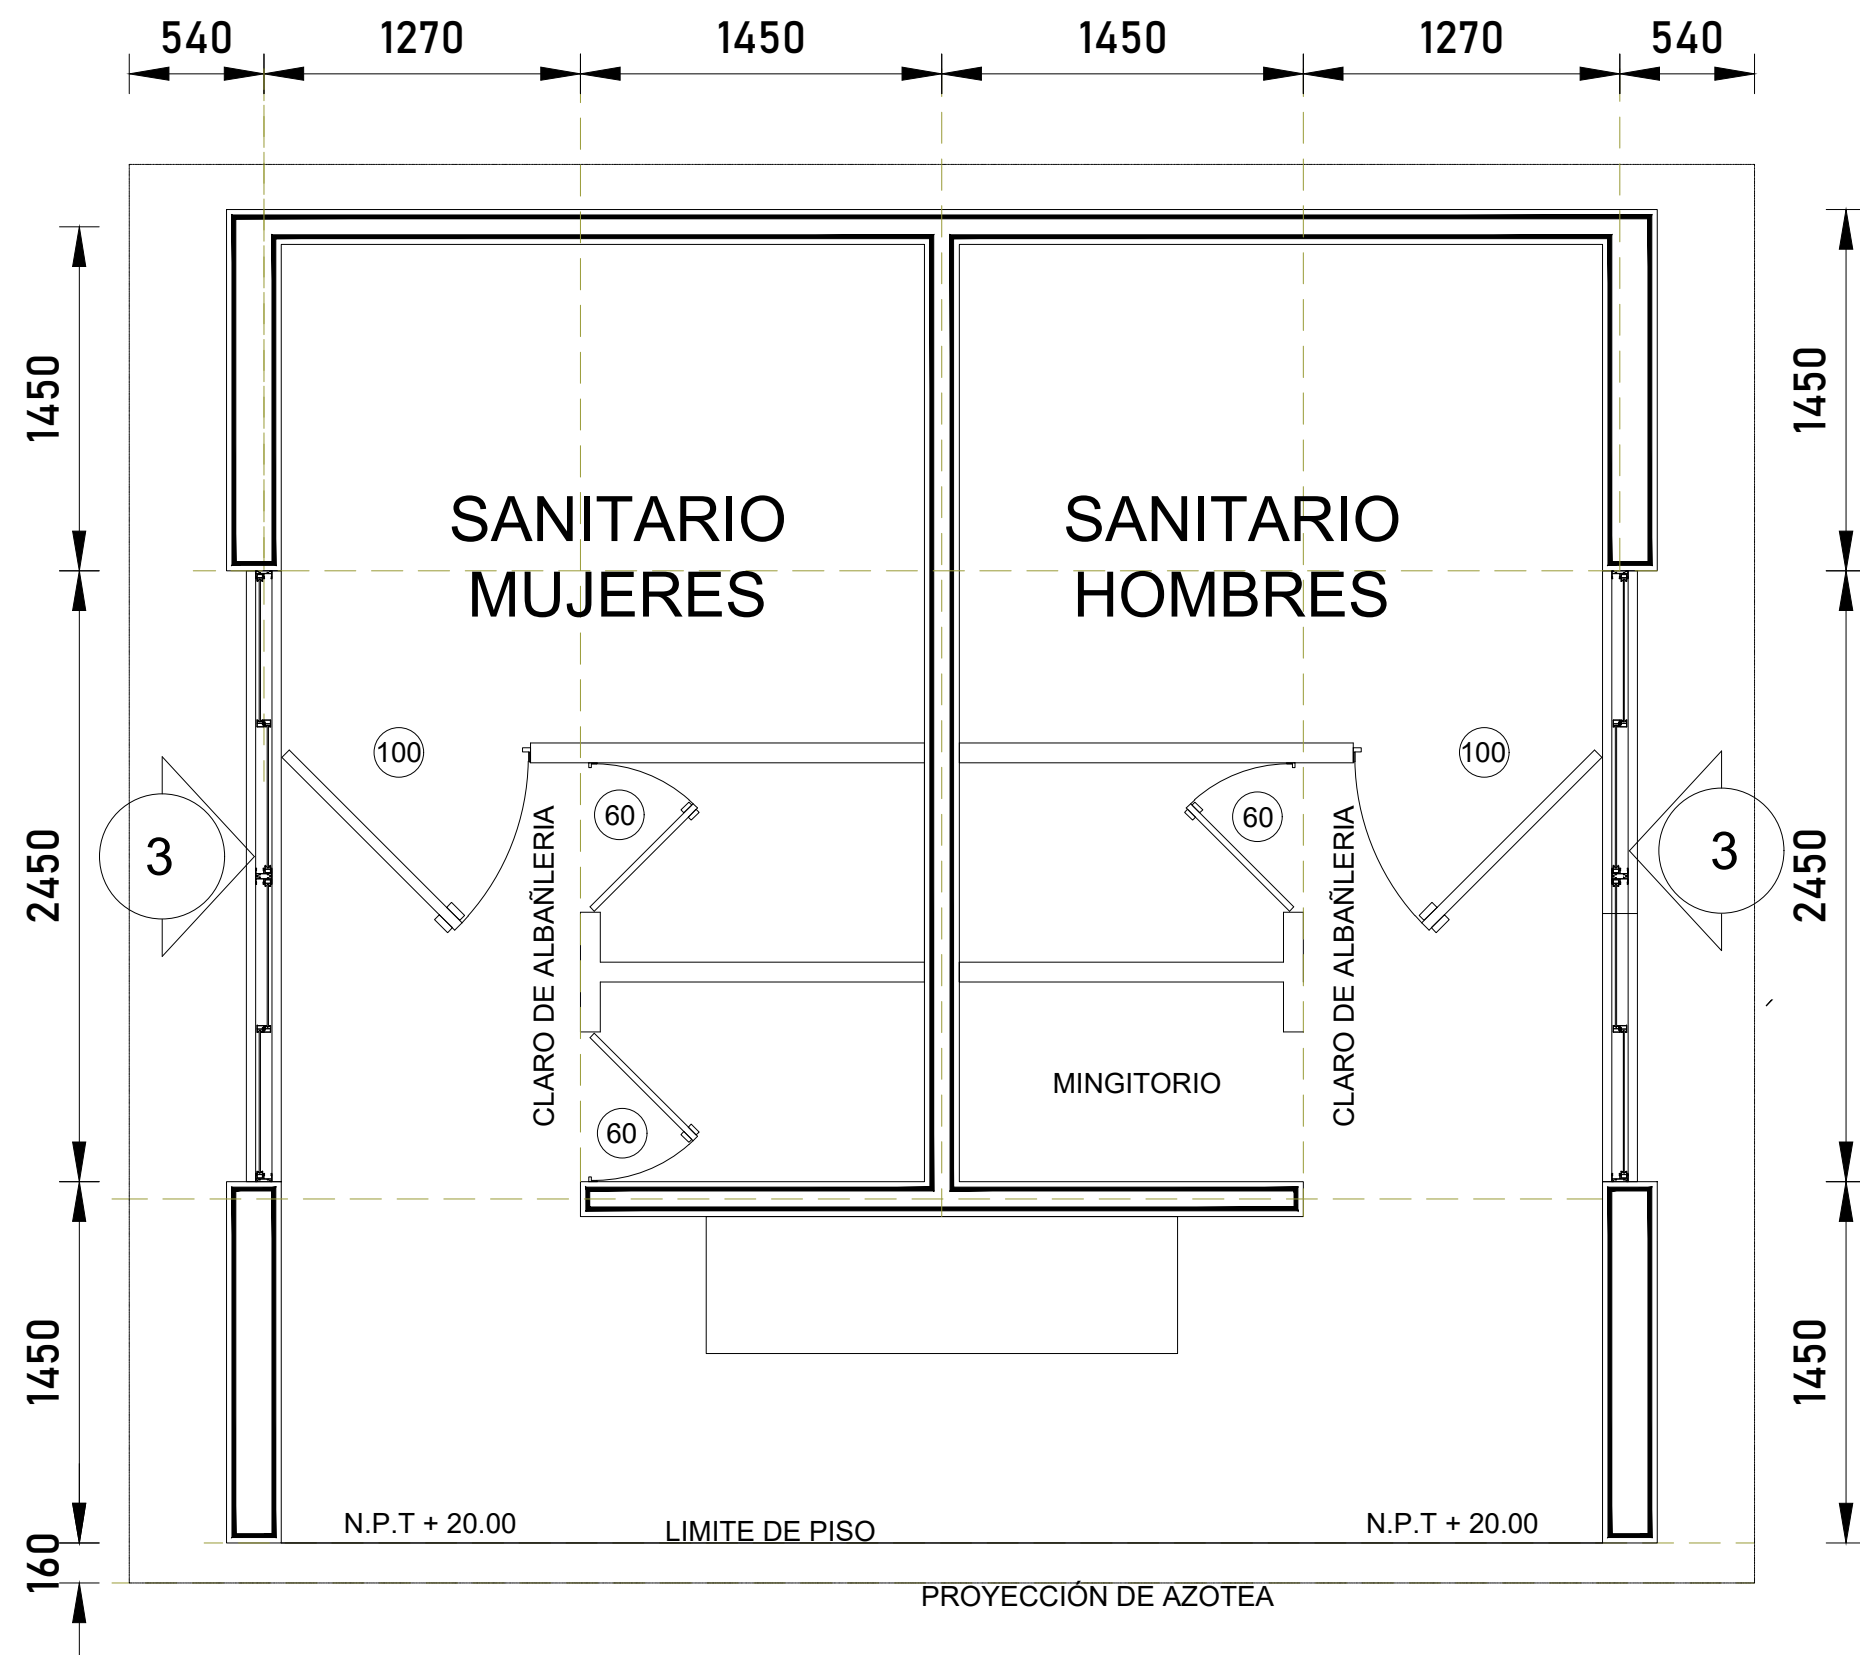 540 1270 1450 1450 1270 540
1450
1450
SANITARIO
MUJERES
SANITARIO
HOMBRES
100
100
60
60
3
3
2450
2450
CLARO DE ALBAÑLERIA
CLARO DE ALBAÑLERIA
MINGITORIO
60
1450
1450
N.P.T + 20.00
LIMITE DE PISO
N.P.T + 20.00
160
PROYECCIÓN DE AZOTEA